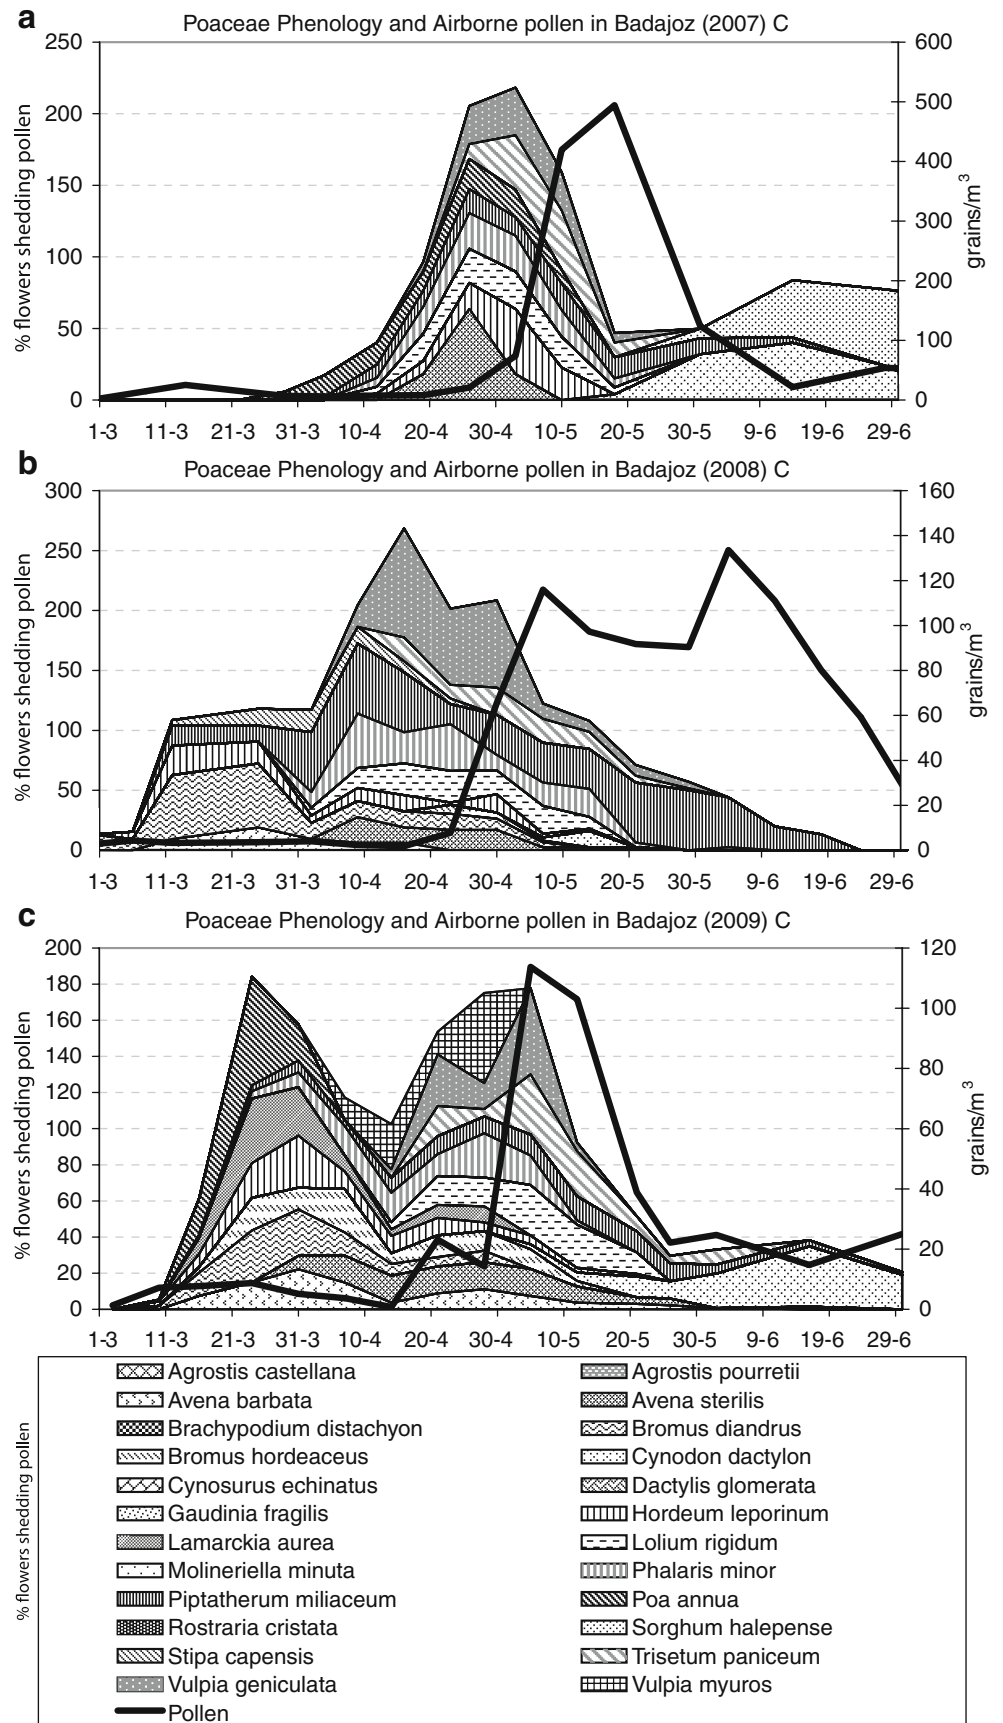 a
Poaceae Phenology and Airborne pollen in Badajoz (2007) C
% flowers shedding pollen
250
200
150
100
50
0
600
500
400
300
200
100
0
grains/m³
1-3 11-3 21-3 31-3 10-4 20-4 30-4 10-5 20-5 30-5 9-6 19-6 29-6
b
Poaceae Phenology and Airborne pollen in Badajoz (2008) C
% flowers shedding pollen
300
250
200
150
100
50
0
160
140
120
100
80
60
40
20
0
grains/m³
1-3 11-3 21-3 31-3 10-4 20-4 30-4 10-5 20-5 30-5 9-6 19-6 29-6
c
Poaceae Phenology and Airborne pollen in Badajoz (2009) C
% flowers shedding pollen
200
180
160
140
120
100
80
60
40
20
0
120
100
80
60
40
20
0
grains/m³
1-3 11-3 21-3 31-3 10-4 20-4 30-4 10-5 20-5 30-5 9-6 19-6 29-6
% flowers shedding pollen
Agrostis castellana Agrostis pourretii
Avena barbata Avena sterilis
Brachypodium distachyon Bromus diandrus
Bromus hordeaceus Cynodon dactylon
Cynosurus echinatus Dactylis glomerata
Gaudinia fragilis Hordeum leporinum
Lamarckia aurea Lolium rigidum
Molineriella minuta Phalaris minor
Piptatherum miliaceum Poa annua
Rostraria cristata Sorghum halepense
Stipa capensis Trisetum paniceum
Vulpia geniculata Vulpia myuros
Pollen